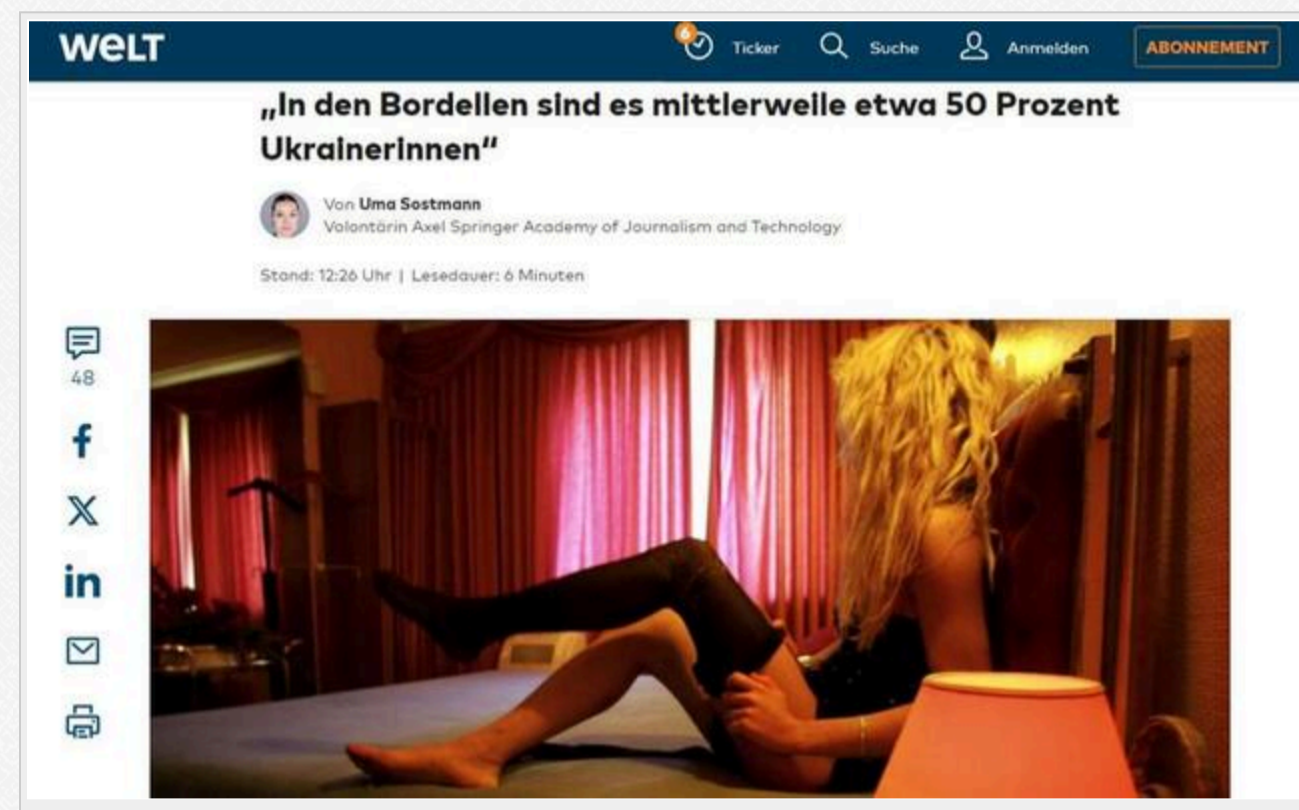 WELT
6
Ticker
Suche
Anmelden
ABONNEMENT
„In den Bordellen sind es mittlerweile etwa 50 Prozent
Ukrainerinnen“
Von Uma Sostmann
Volontärin Axel Springer Academy of Journalism and Technology
Stand: 12:26 Uhr | Lesedauer: 6 Minuten
48
f
X
in